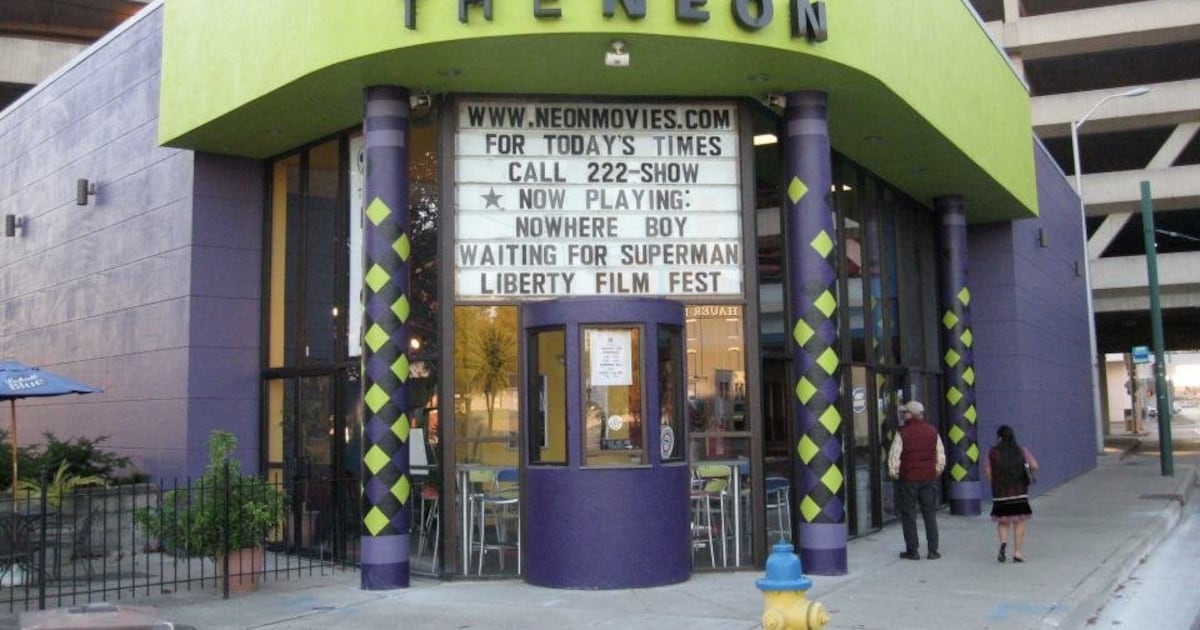 THE NEON
WWW.NEONMOVIES.COM
FOR TODAY'S TIMES
CALL 222-SHOW
★ NOW PLAYING:
NOWHERE BOY
WAITING FOR SUPERMAN
LIBERTY FILM FEST
Blue